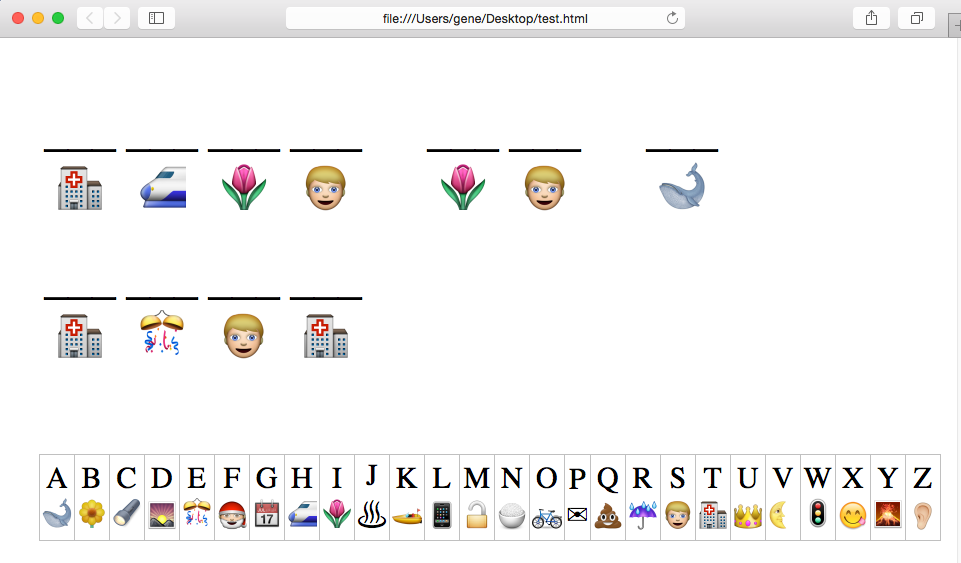 file:///Users/gene/Desktop/test.html
A B C D E F G H I J K L M N O P Q R S T U V W X Y Z
17